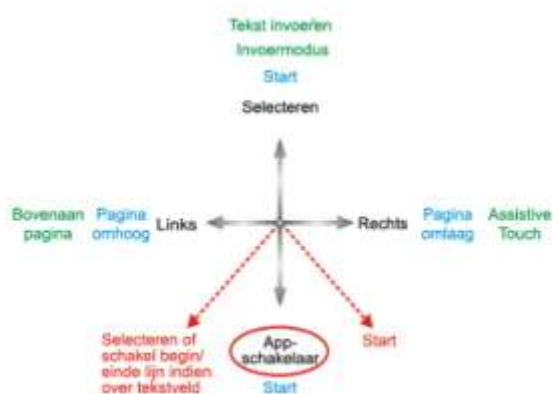 Tekst invoeren
Invoermodus
Start
Selecteren
Bovenaan pagina
Pagina omhoog
Links
Rechts
Pagina omlaag
Assistive Touch
Selecteren of
schakel begin/
einde lijn indien
over tekstveld
App-
schakelaar
Start
Start